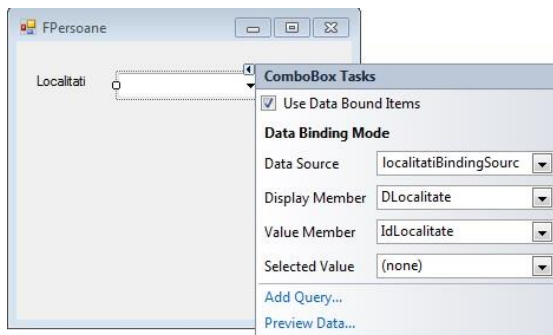 FPersoane
Localitati
ComboBox Tasks
Use Data Bound Items
Data Binding Mode
Data Source localitatiBindingSourc
Display Member DLocalitate
Value Member IdLocalitate
Selected Value (none)
Add Query...
Preview Data...